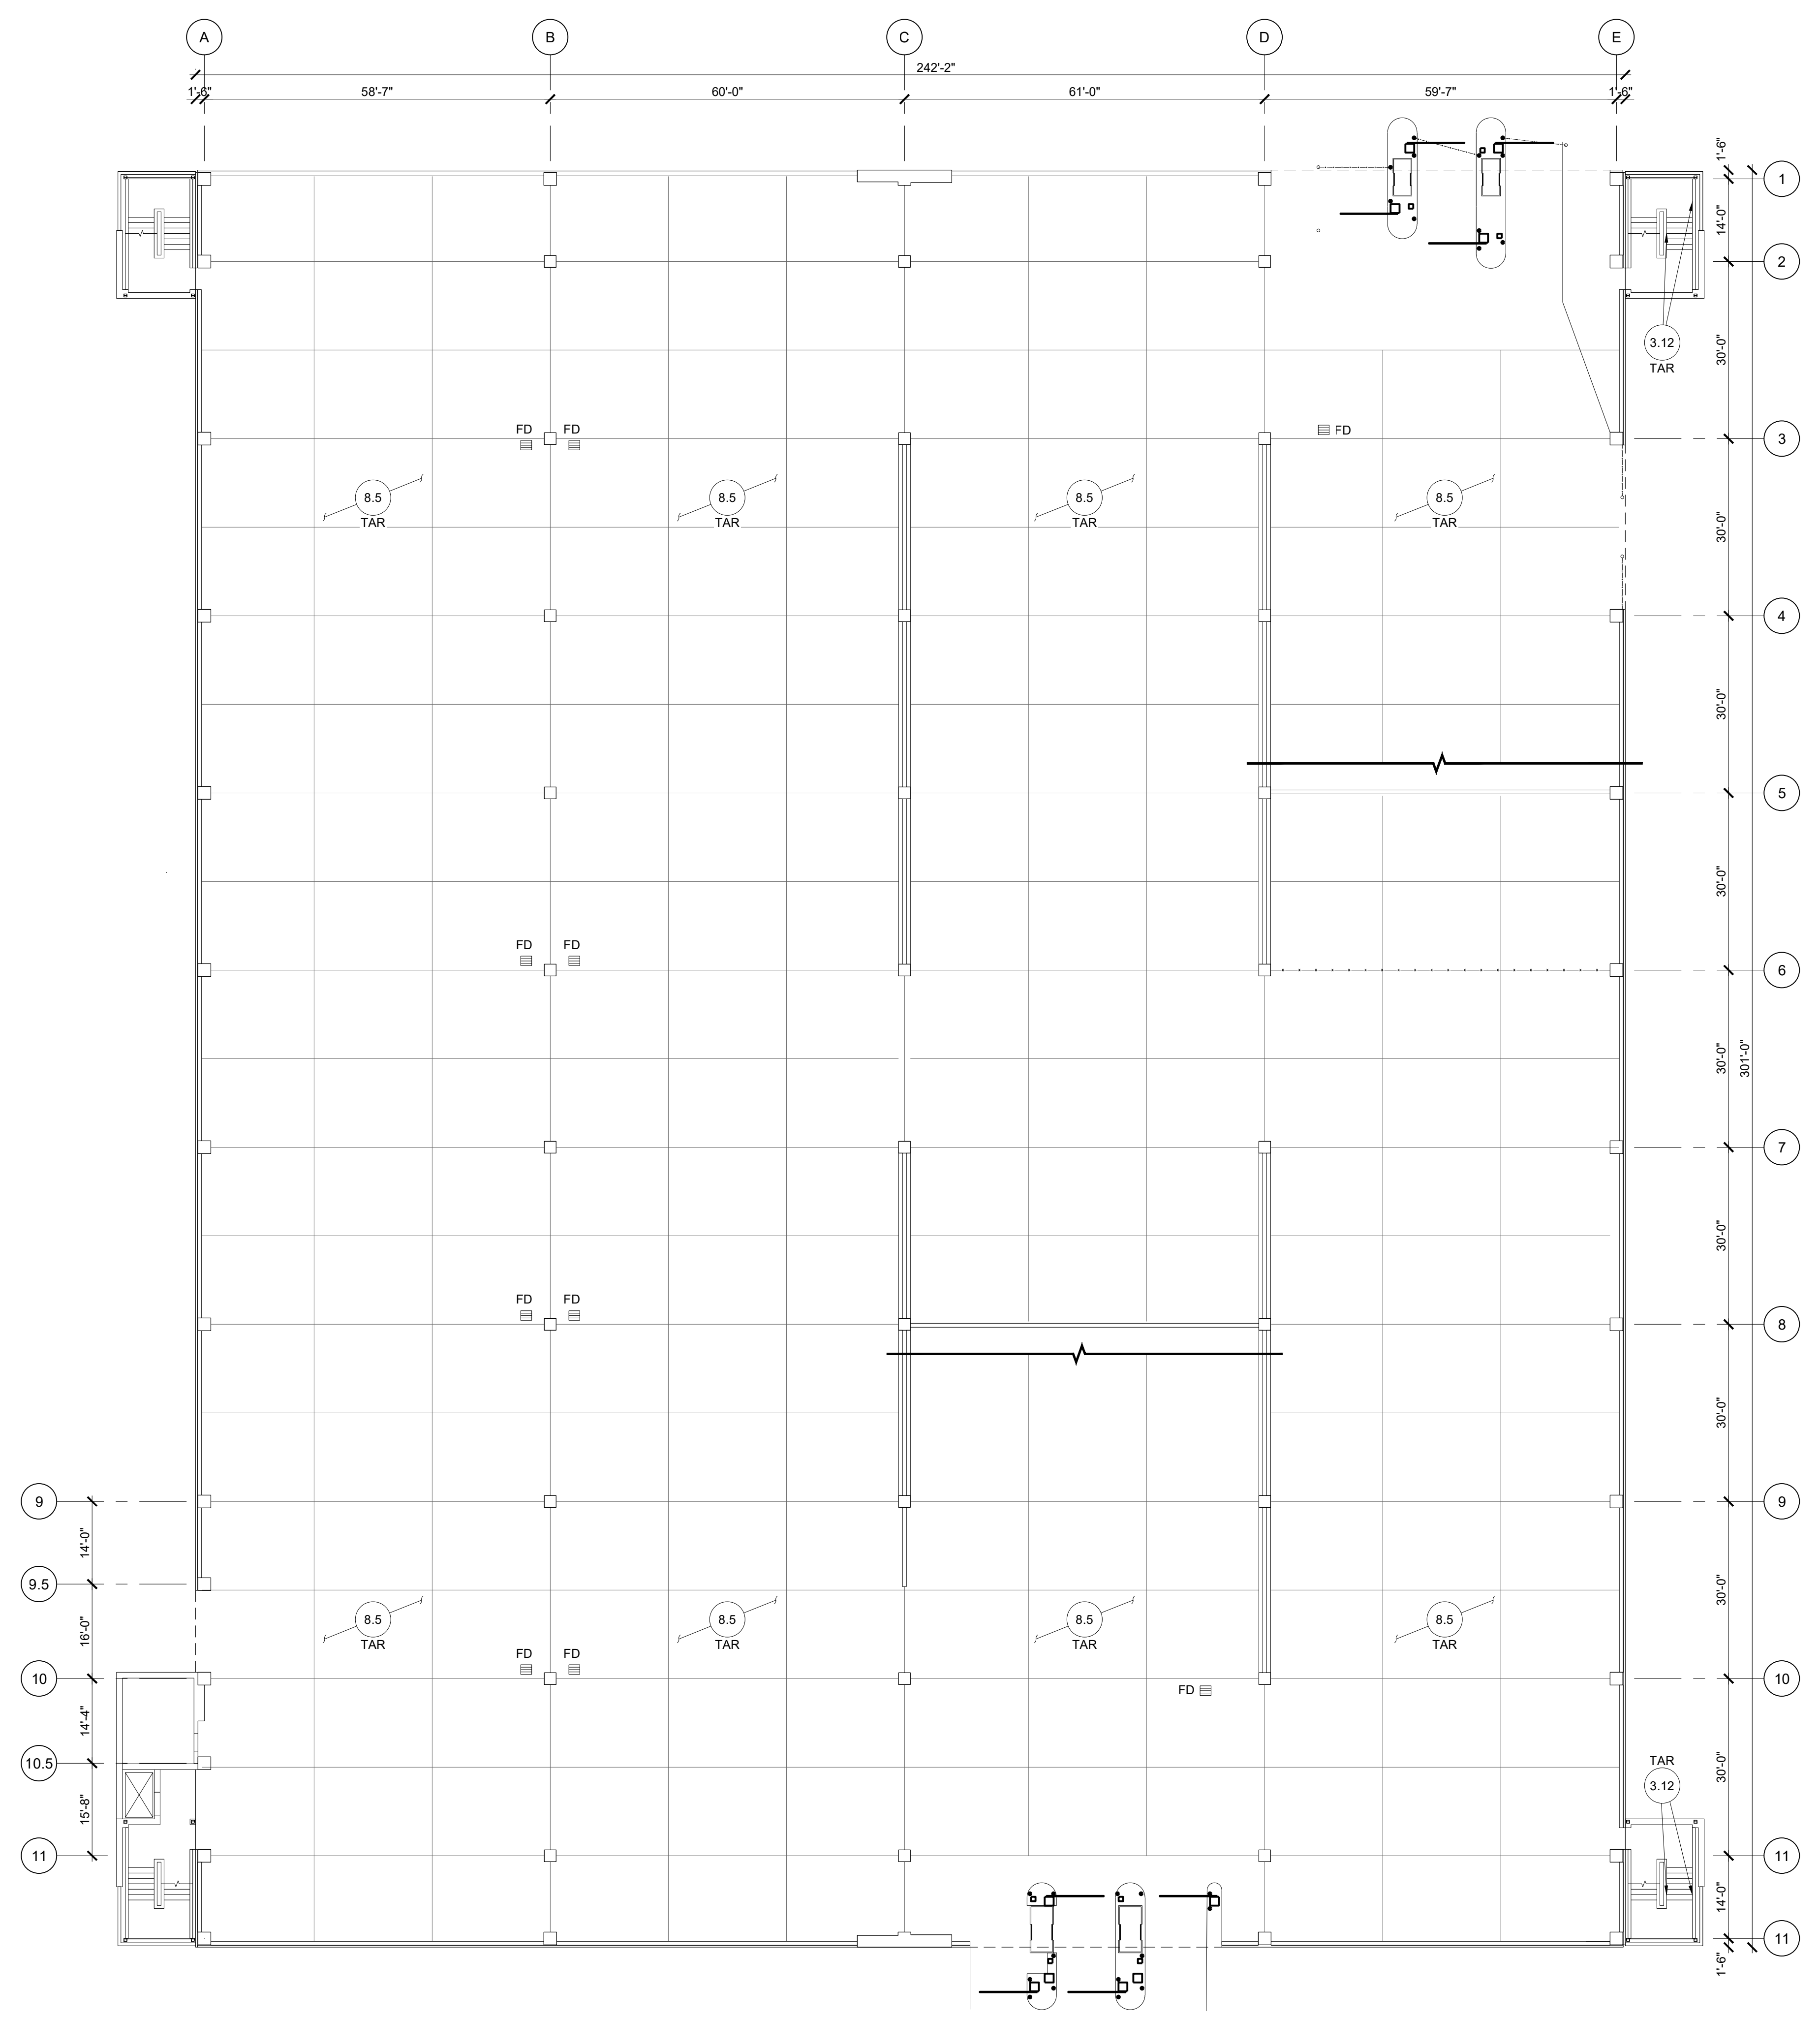 A
B
C
D
E
242'-2"
1'-6"
58'-7"
60'-0"
61'-0"
59'-7"
1'-6"
1'-6"
1
14'-0"
2
30'-0"
3.12
TAR
FD
FD
FD
3
8.5
TAR
8.5
TAR
8.5
TAR
8.5
TAR
30'-0"
4
30'-0"
5
30'-0"
FD
FD
6
30'-0"
301'-0"
7
30'-0"
FD
FD
8
30'-0"
9
9
14'-0"
9.5
30'-0"
8.5
TAR
8.5
TAR
8.5
TAR
8.5
TAR
16'-0"
FD
FD
10
FD
10
14'-4"
10.5
30'-0"
TAR
3.12
15'-8"
11
11
14'-0"
11
1'-6"